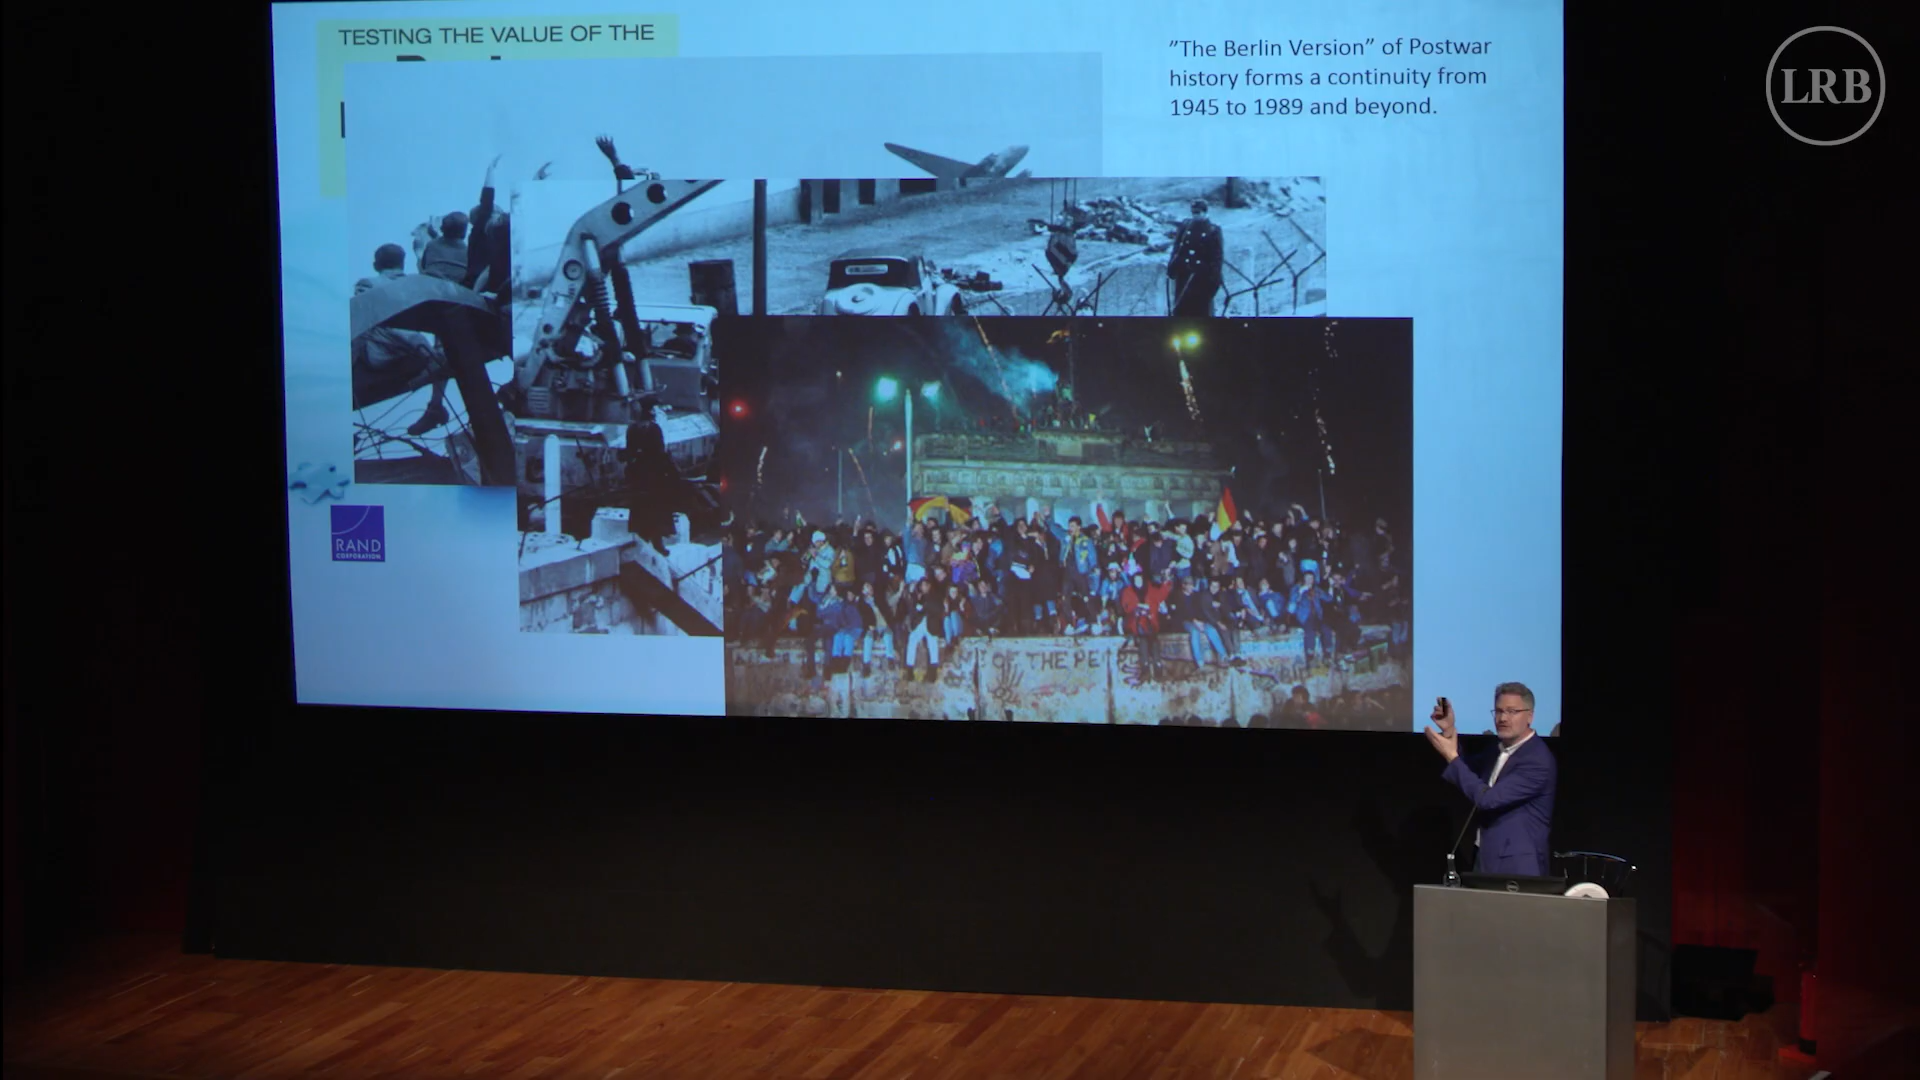 TESTING THE VALUE OF THE
”The Berlin Version” of Postwar
history forms a continuity from
1945 to 1989 and beyond.
LRB
RAND
CORPORATION
OF THE PE